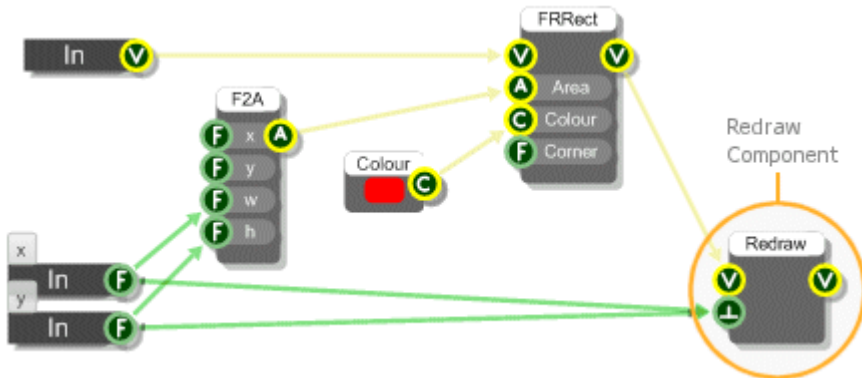 FRRect
In V
V V
F2A
A Area
F x A
C Colour
F y
Colour
F Corner
F w
C
F h
Redraw
Component
x
In F
Redraw
V V
y
In F